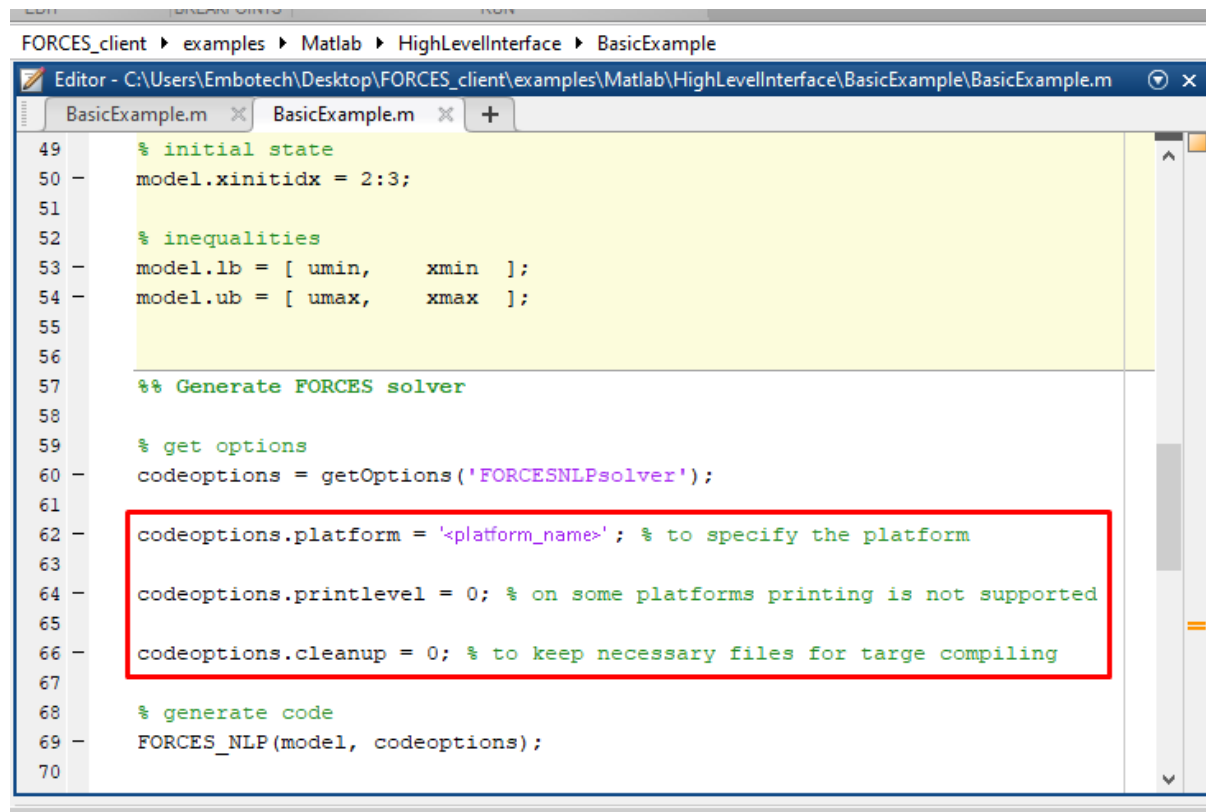 EDIT BREAKPOINTS RUN
FORCES_client ▸ examples ▸ Matlab ▸ HighLevelInterface ▸ BasicExample
Editor - C:\Users\Embotech\Desktop\FORCES_client\examples\Matlab\HighLevelInterface\BasicExample\BasicExample.m
BasicExample.m BasicExample.m +
49 % initial state
50 – model.xinitidx = 2:3;
51
52 % inequalities
53 – model.lb = [ umin, xmin ];
54 – model.ub = [ umax, xmax ];
55
56
57 %% Generate FORCES solver
58
59 % get options
60 – codeoptions = getOptions('FORCESNLPsolver');
61
62 – codeoptions.platform = '<platform_name>'; % to specify the platform
63
64 – codeoptions.printlevel = 0; % on some platforms printing is not supported
65
66 – codeoptions.cleanup = 0; % to keep necessary files for targe compiling
67
68 % generate code
69 – FORCES_NLP(model, codeoptions);
70